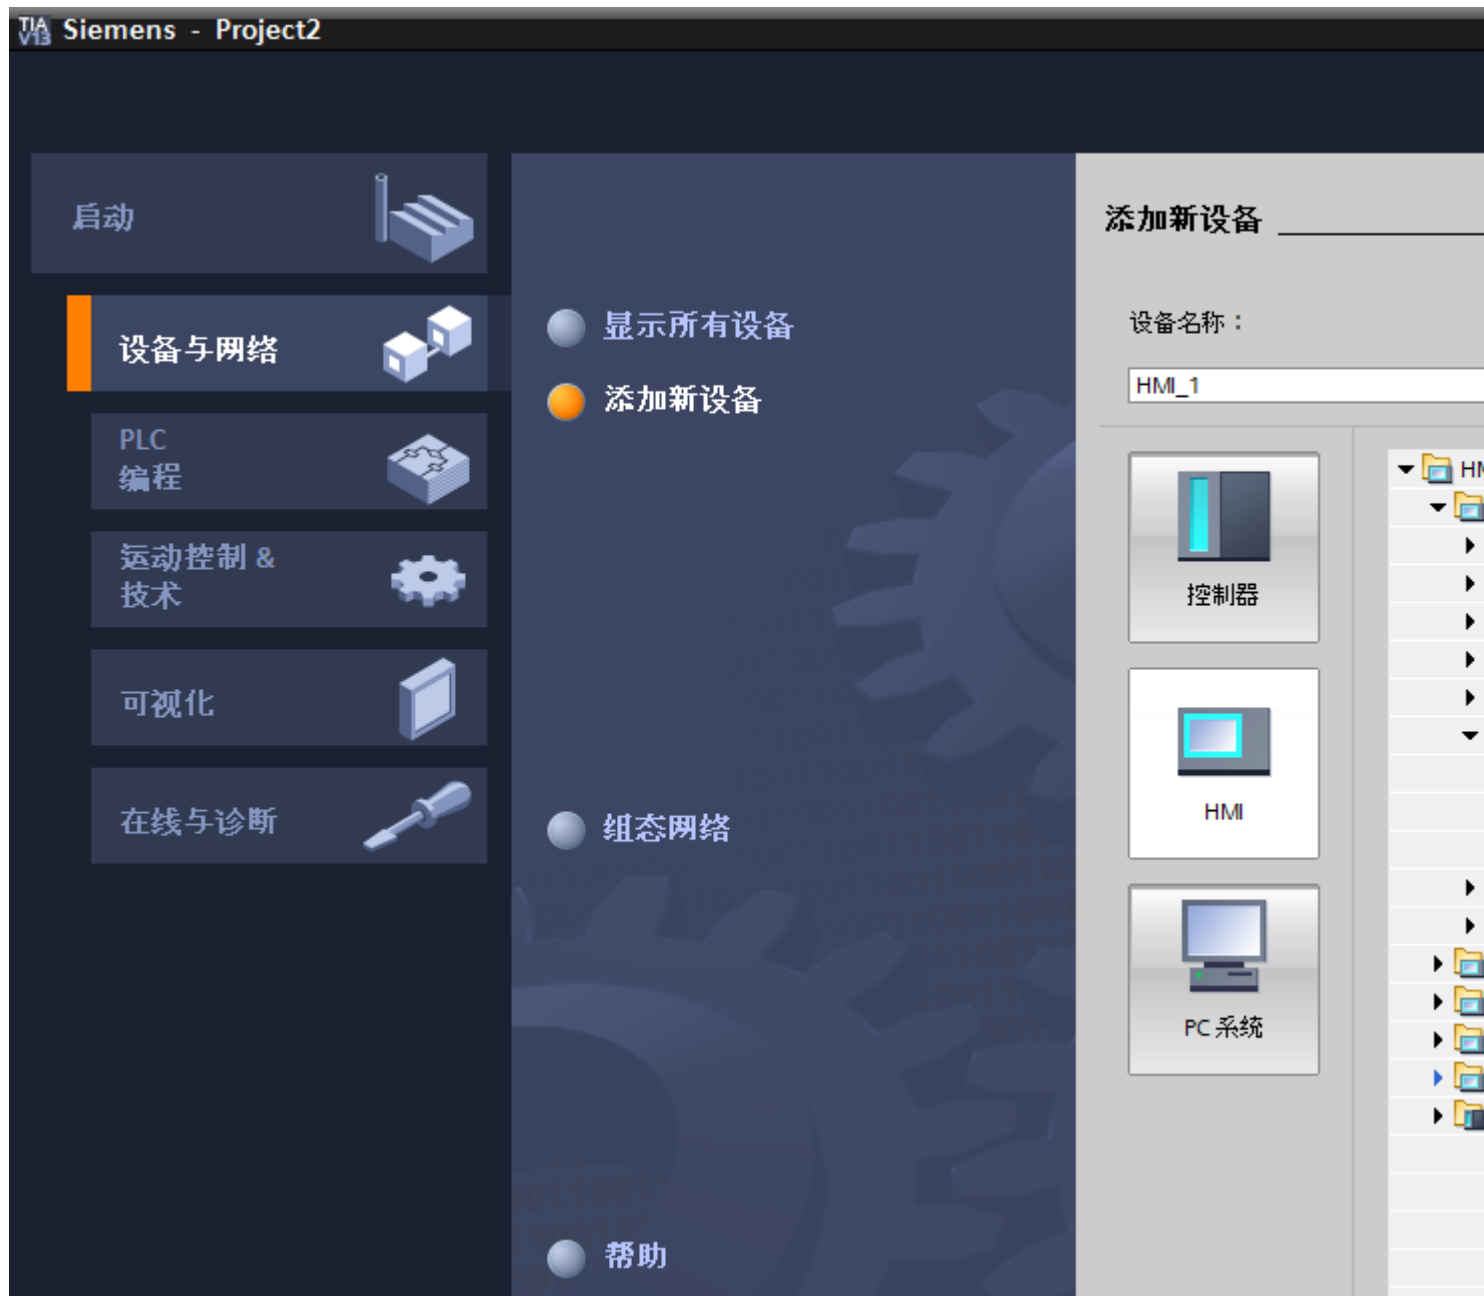 TIA V13 Siemens - Project2
启动
设备与网络
PLC
编程
运动控制 &
技术
可视化
在线与诊断
显示所有设备
添加新设备
组态网络
帮助
添加新设备
设备名称：
HMI_1
控制器
HMI
PC 系统